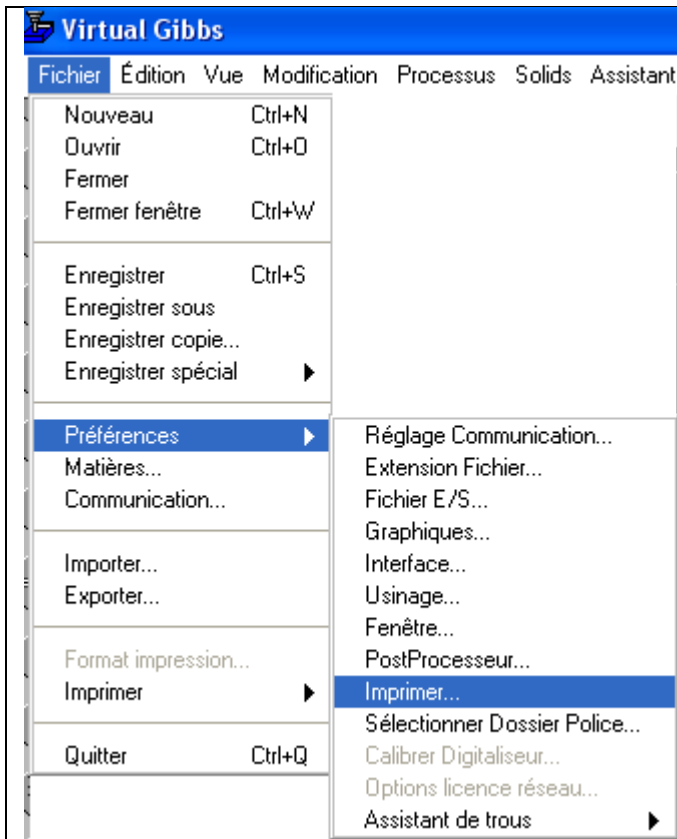 Virtual Gibbs
Fichier Édition Vue Modification Processus Solids Assistant
Nouveau Ctrl+N
Ouvrir Ctrl+O
Fermer
Fermer fenêtre Ctrl+W
Enregistrer Ctrl+S
Enregistrer sous
Enregistrer copie...
Enregistrer spécial
Préférences
Matières...
Communication...
Importer...
Exporter...
Format impression...
Imprimer
Quitter Ctrl+Q
Réglage Communication...
Extension Fichier...
Fichier E/S...
Graphiques...
Interface...
Usinage...
Fenêtre...
PostProcesseur...
Imprimer...
Sélectionner Dossier Police...
Calibrer Digitaliseur...
Options licence réseau...
Assistant de trous